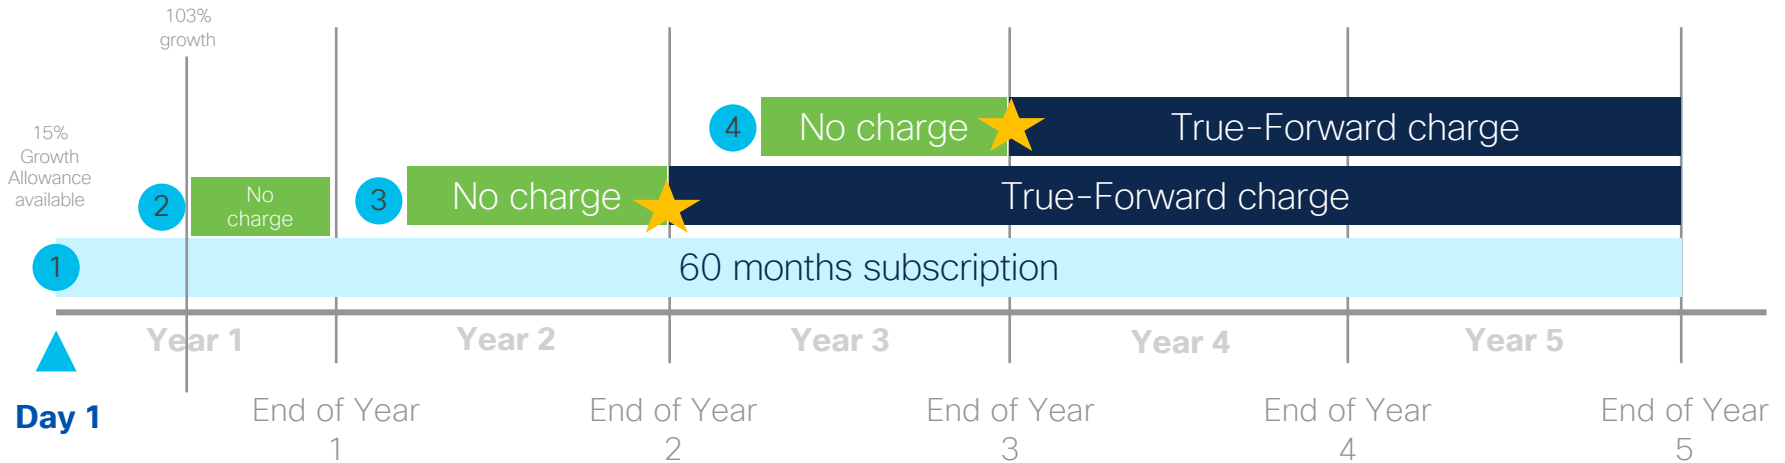 103%
growth
15%
Growth
Allowance
available
4
No charge
True-Forward charge
2
No
charge
3
No charge
True-Forward charge
1
60 months subscription
Year 1
Year 2
Year 3
Year 4
Year 5
Day 1
End of Year
1
End of Year
2
End of Year
3
End of Year
4
End of Year
5